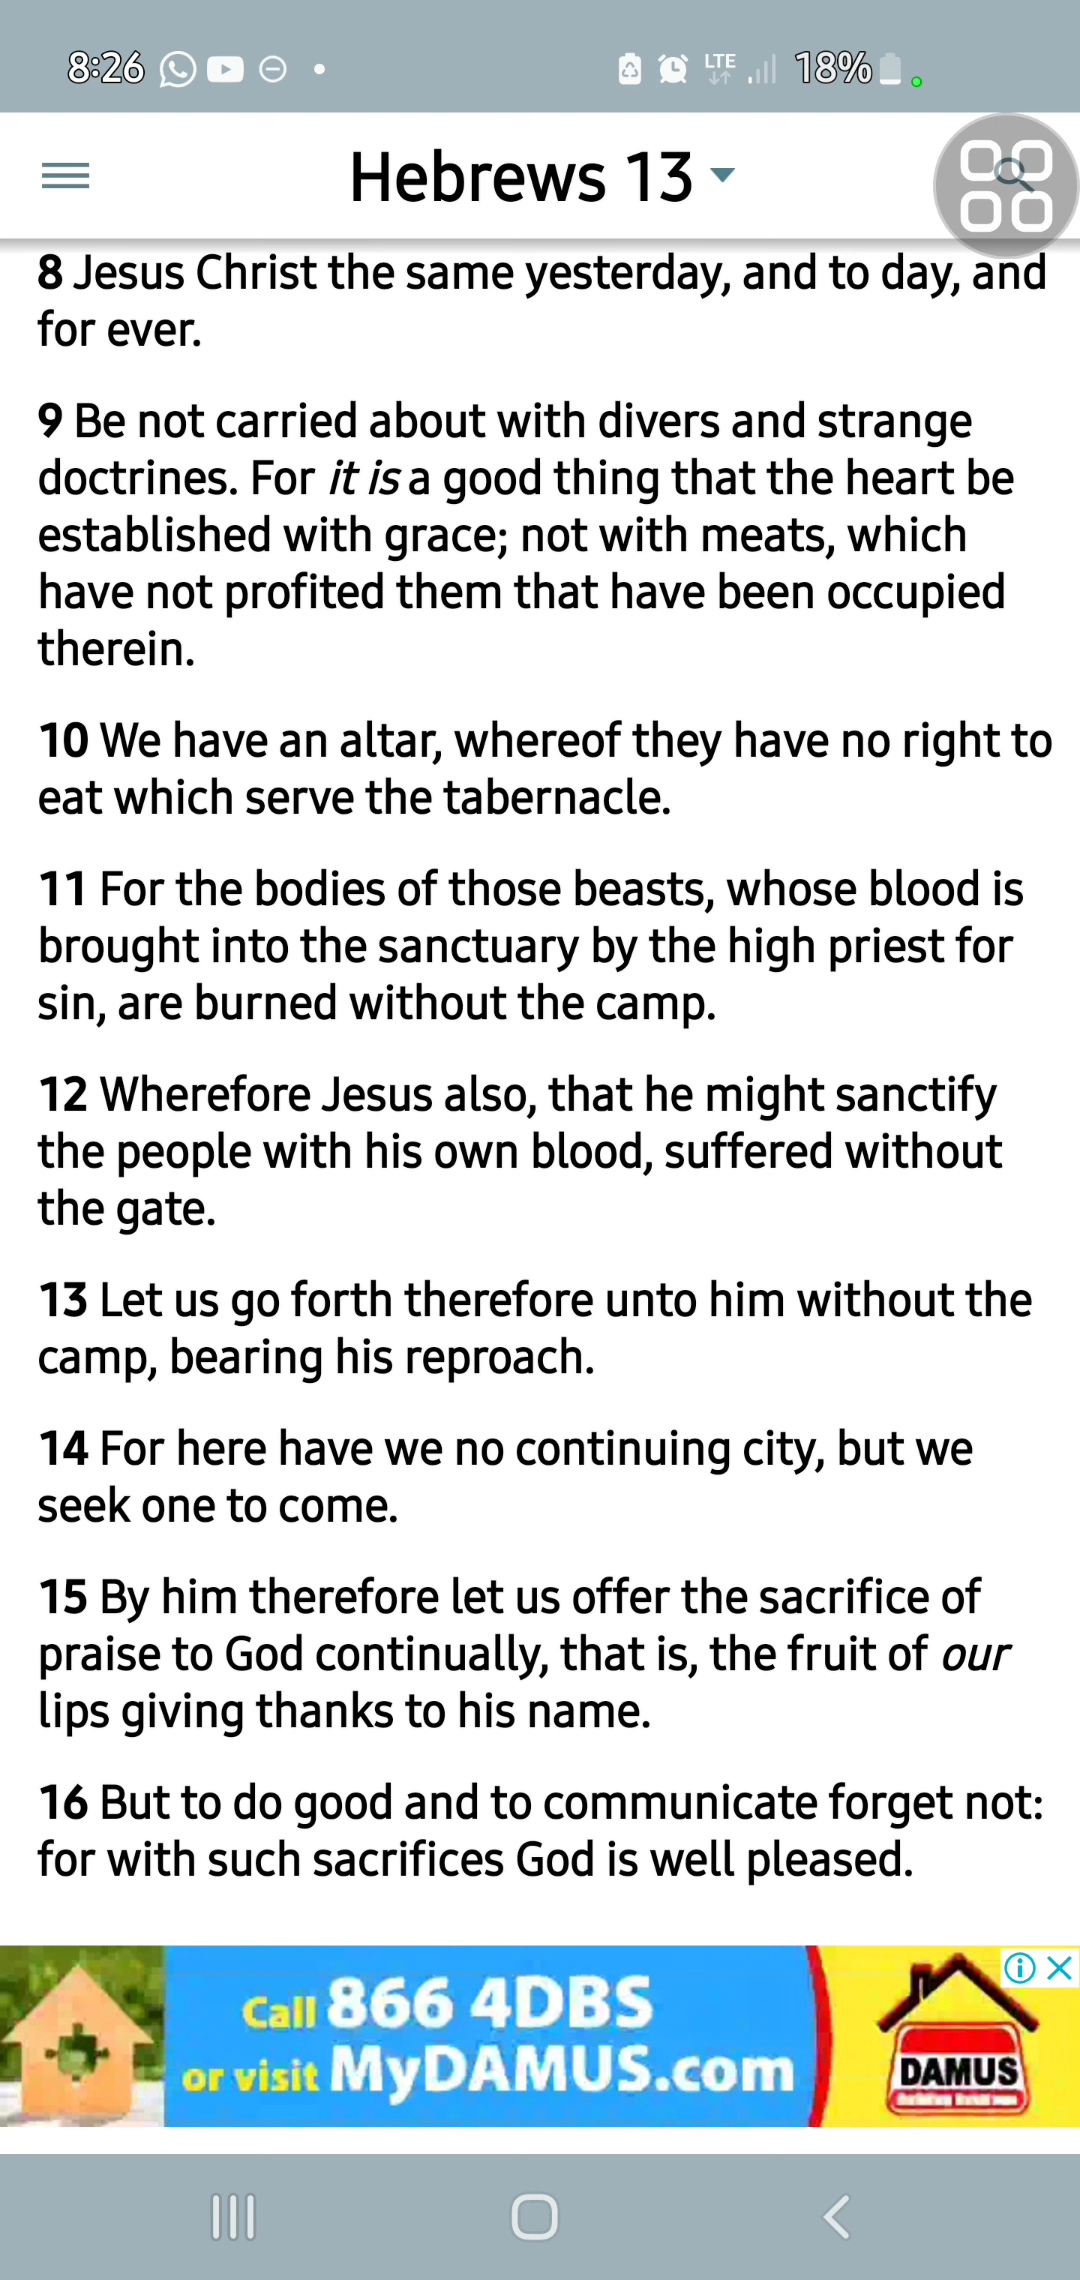 8:26
LTE
18%
Hebrews 13
8 Jesus Christ the same yesterday, and to day, and
for ever.
9 Be not carried about with divers and strange
doctrines. For it is a good thing that the heart be
established with grace; not with meats, which
have not profited them that have been occupied
therein.
10 We have an altar, whereof they have no right to
eat which serve the tabernacle.
11 For the bodies of those beasts, whose blood is
brought into the sanctuary by the high priest for
sin, are burned without the camp.
12 Wherefore Jesus also, that he might sanctify
the people with his own blood, suffered without
the gate.
13 Let us go forth therefore unto him without the
camp, bearing his reproach.
14 For here have we no continuing city, but we
seek one to come.
15 By him therefore let us offer the sacrifice of
praise to God continually, that is, the fruit of our
lips giving thanks to his name.
16 But to do good and to communicate forget not:
for with such sacrifices God is well pleased.
Call 866 4DBS
or visit MyDAMUS.com
DAMUS